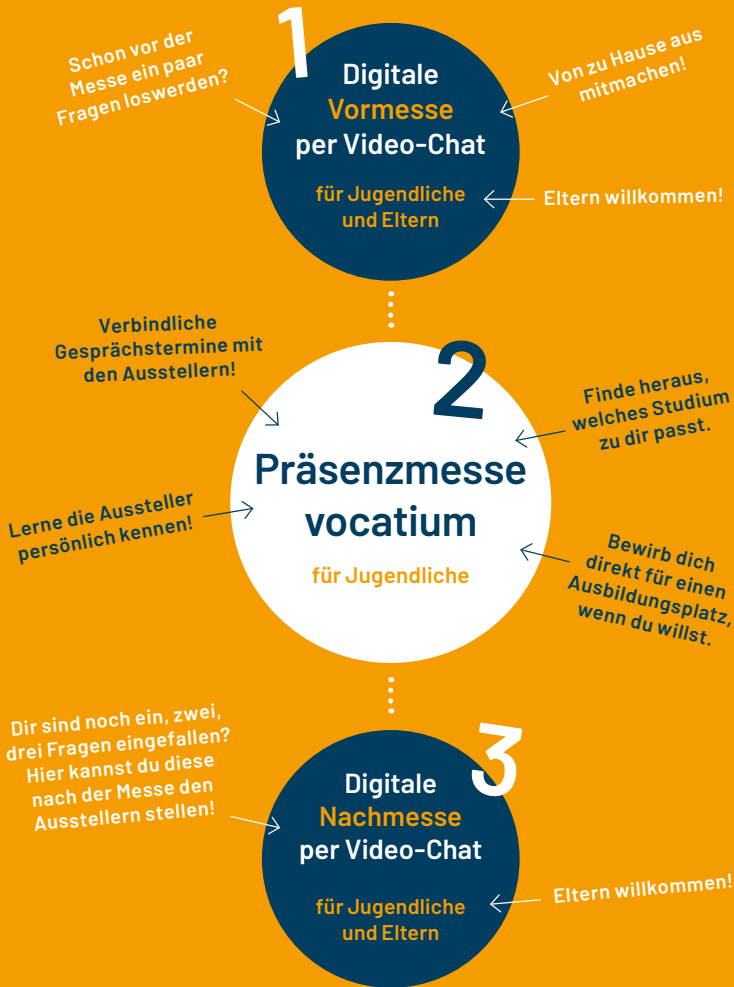 1
Schon vor der
Messe ein paar
Fragen loswerden?
Digitale
Vormesse
per Video-Chat
für Jugendliche
und Eltern
Von zu Hause aus
mitmachen!
Eltern willkommen!
2
Verbindliche
Gesprächstermine mit
den Ausstellern!
Finde heraus,
welches Studium
zu dir passt.
Präsenzmesse
vocatium
für Jugendliche
Lerne die Aussteller
persönlich kennen!
Bewirb dich
direkt für einen
Ausbildungsplatz,
wenn du willst.
3
Dir sind noch ein, zwei,
drei Fragen eingefallen?
Hier kannst du diese
nach der Messe den
Ausstellern stellen!
Digitale
Nachmesse
per Video-Chat
für Jugendliche
und Eltern
Eltern willkommen!